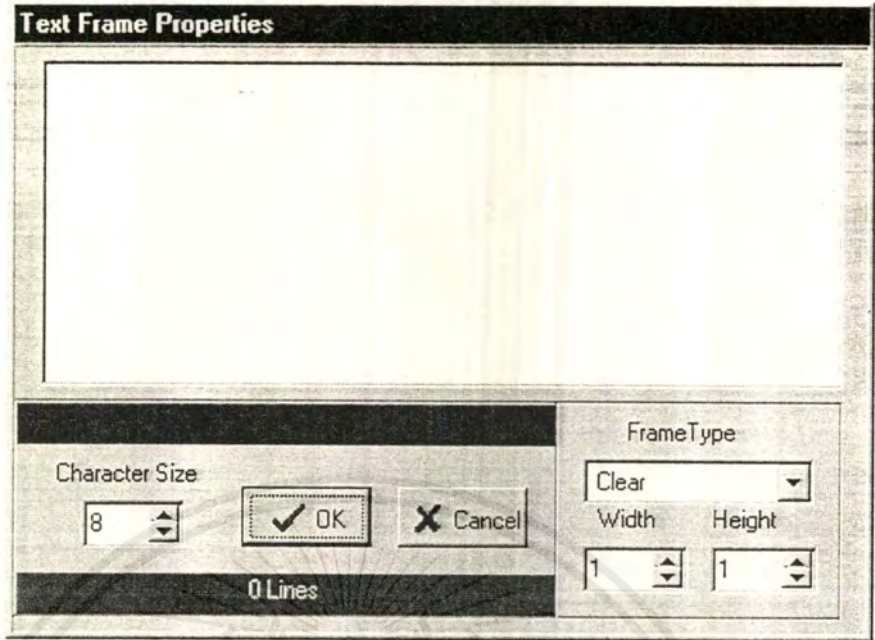 Text Frame Properties
Character Size
8
OK
Cancel
0 Lines
FrameType
Clear
Width Height
1 1